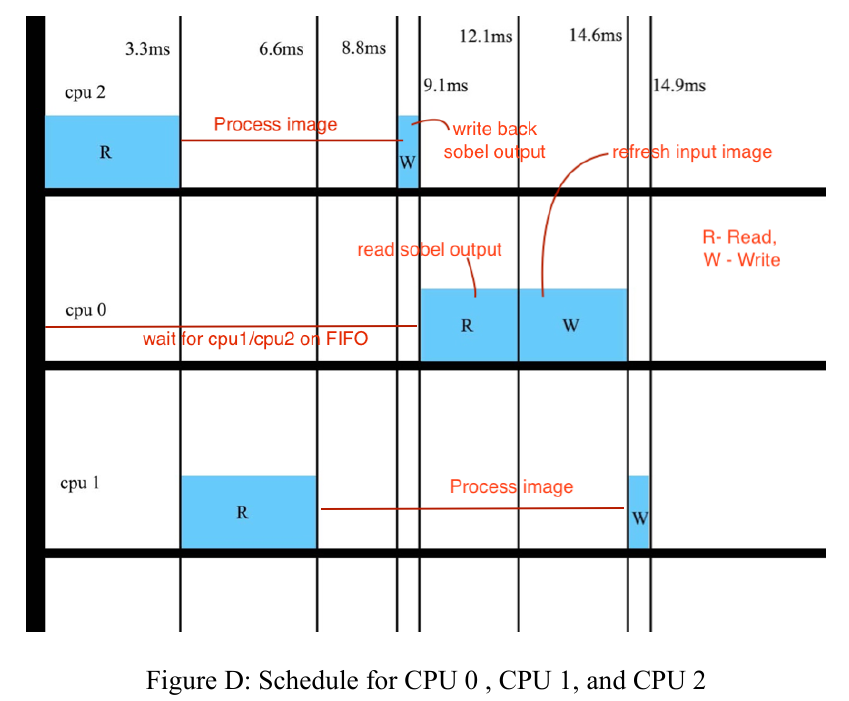 12.1ms
14.6ms
3.3ms
6.6ms
8.8ms
9.1ms
14.9ms
cpu 2
Process image
write back
sobel output
refresh input image
R
W
R- Read,
W - Write
read sobel output
cpu 0
R
W
wait for cpu1/cpu2 on FIFO
cpu 1
Process image
R
W
Figure D: Schedule for CPU 0 , CPU 1, and CPU 2